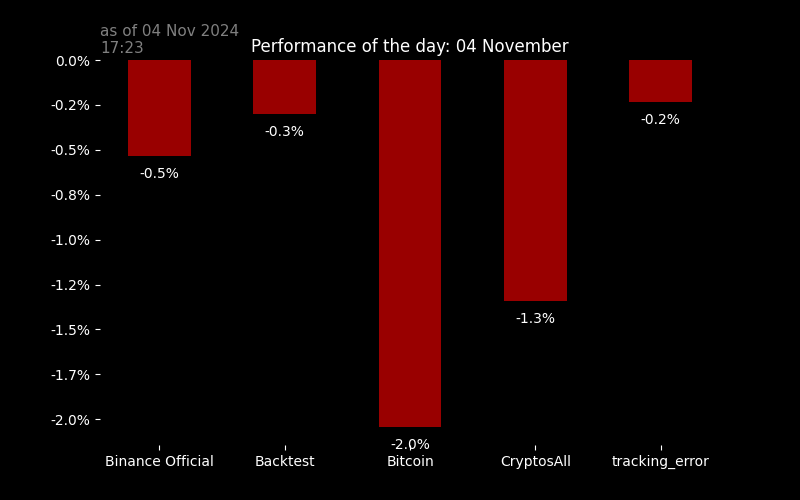 as of 04 Nov 2024
17:23
Performance of the day: 04 November
0.0%
-0.2%
-0.5%
-0.8%
-1.0%
-1.2%
-1.5%
-1.7%
-2.0%
-0.5%
-0.3%
-2.0%
-1.3%
-0.2%
Binance Official
Backtest
Bitcoin
CryptosAll
tracking_error